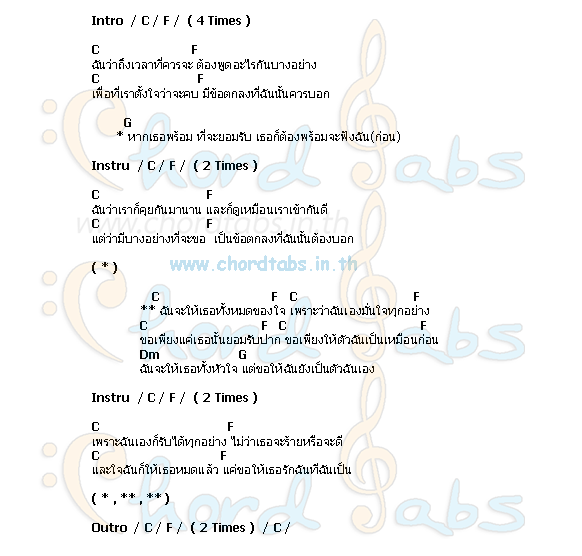 Intro / C / F / ( 4 Times )
C F
ฉันว่าถึงเวลาที่ควรจะ ต้องพูดอะไรกันบางอย่าง
C F
เพื่อที่เราตั้งใจว่าจะคบ มีข้อตกลงที่ฉันนั้นควรบอก
G
* หากเธอพร้อม ที่จะยอมรับ เธอก็ต้องพร้อมจะฟังฉัน(ก่อน)
Instru / C / F / ( 2 Times )
C F
ฉันว่าเราก็คุยกันมานาน และก็ดูเหมือนเราเข้ากันดี
www.chordtabs.in.th
C F
แต่ว่ามีบางอย่างที่จะขอ เป็นข้อตกลงที่ฉันนั้นต้องบอก
( * )
www.chordtabs.in.th
C F C F
** ฉันจะให้เธอทั้งหมดของใจ เพราะว่าฉันเองมั่นใจทุกอย่าง
C F C F
ขอเพียงแค่เธอนั้นยอมรับปาก ขอเพียงให้ตัวฉันเป็นเหมือนก่อน
Dm G
ฉันจะให้เธอทั้งหัวใจ แต่ขอให้ฉันยังเป็นตัวฉันเอง
Instru / C / F / ( 2 Times )
C F
เพราะฉันเองก็รับได้ทุกอย่าง ไม่ว่าเธอจะร้ายหรือจะดี
C F
และใจฉันก็ให้เธอหมดแล้ว แค่ขอให้เธอรักฉันที่ฉันเป็น
( * , ** , ** )
Outro / C / F / ( 2 Times ) / C /
Chord Tabs
Chord Tabs
Chord Tabs